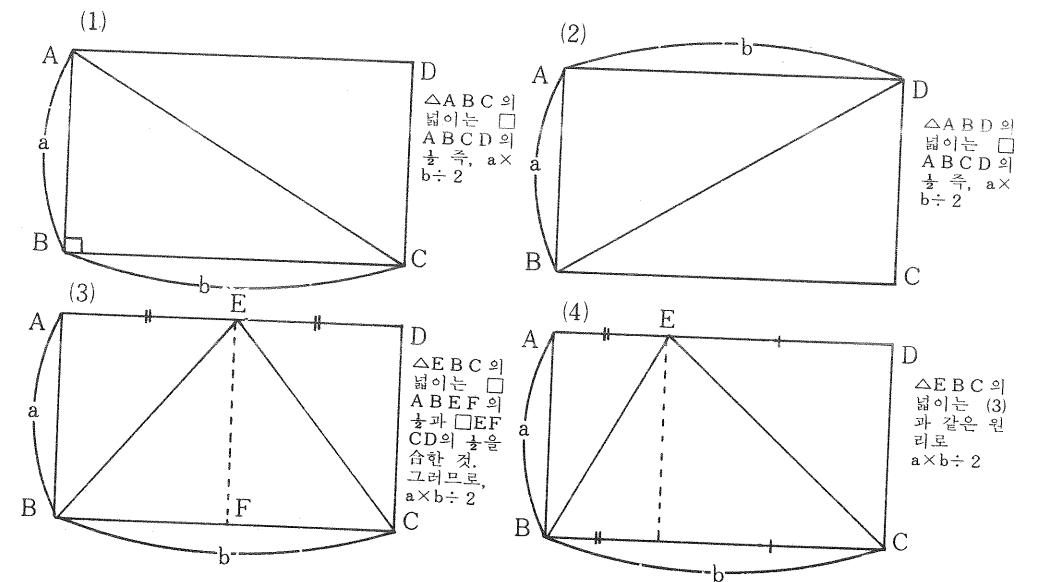 (1)
A
D
a
B
C
b
△ABC의
넓이는 □
ABCD의
½ 즉, a×
b÷2
(2)
b
A
D
a
B
C
△ABD의
넓이는 □
ABCD의
½ 즉, a×
b÷2
(3)
E
A
D
a
B
F
C
b
△EBC의
넓이는 □
ABEF의
½과 □EF
CD의 ½을
合한 것.
그러므로,
a×b÷2
(4)
E
A
D
a
B
C
b
△EBC의
넓이는 (3)
과 같은 원
리로
a×b÷2